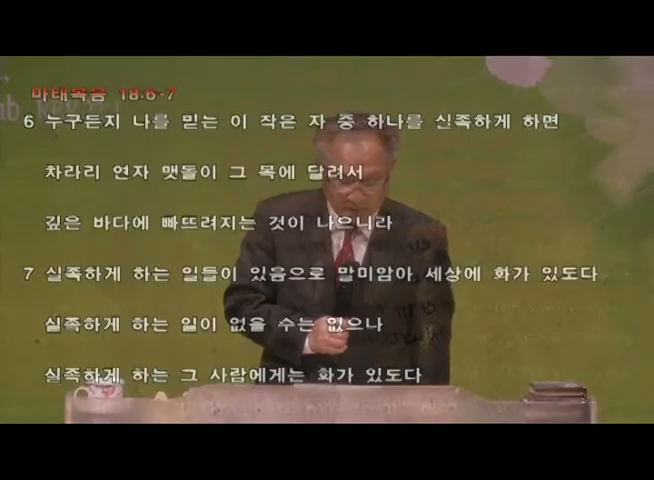 마태복음 18:6-7
6 누구든지 나를 믿는 이 작은 자 중 하나를 실족하게 하면
차라리 연자 맷돌이 그 목에 달려서
깊은 바다에 빠뜨려지는 것이 나으니라
7 실족하게 하는 일들이 있음으로 말미암아 세상에 화가 있도다
실족하게 하는 일이 없을 수는 없으나
실족하게 하는 그 사람에게는 화가 있도다